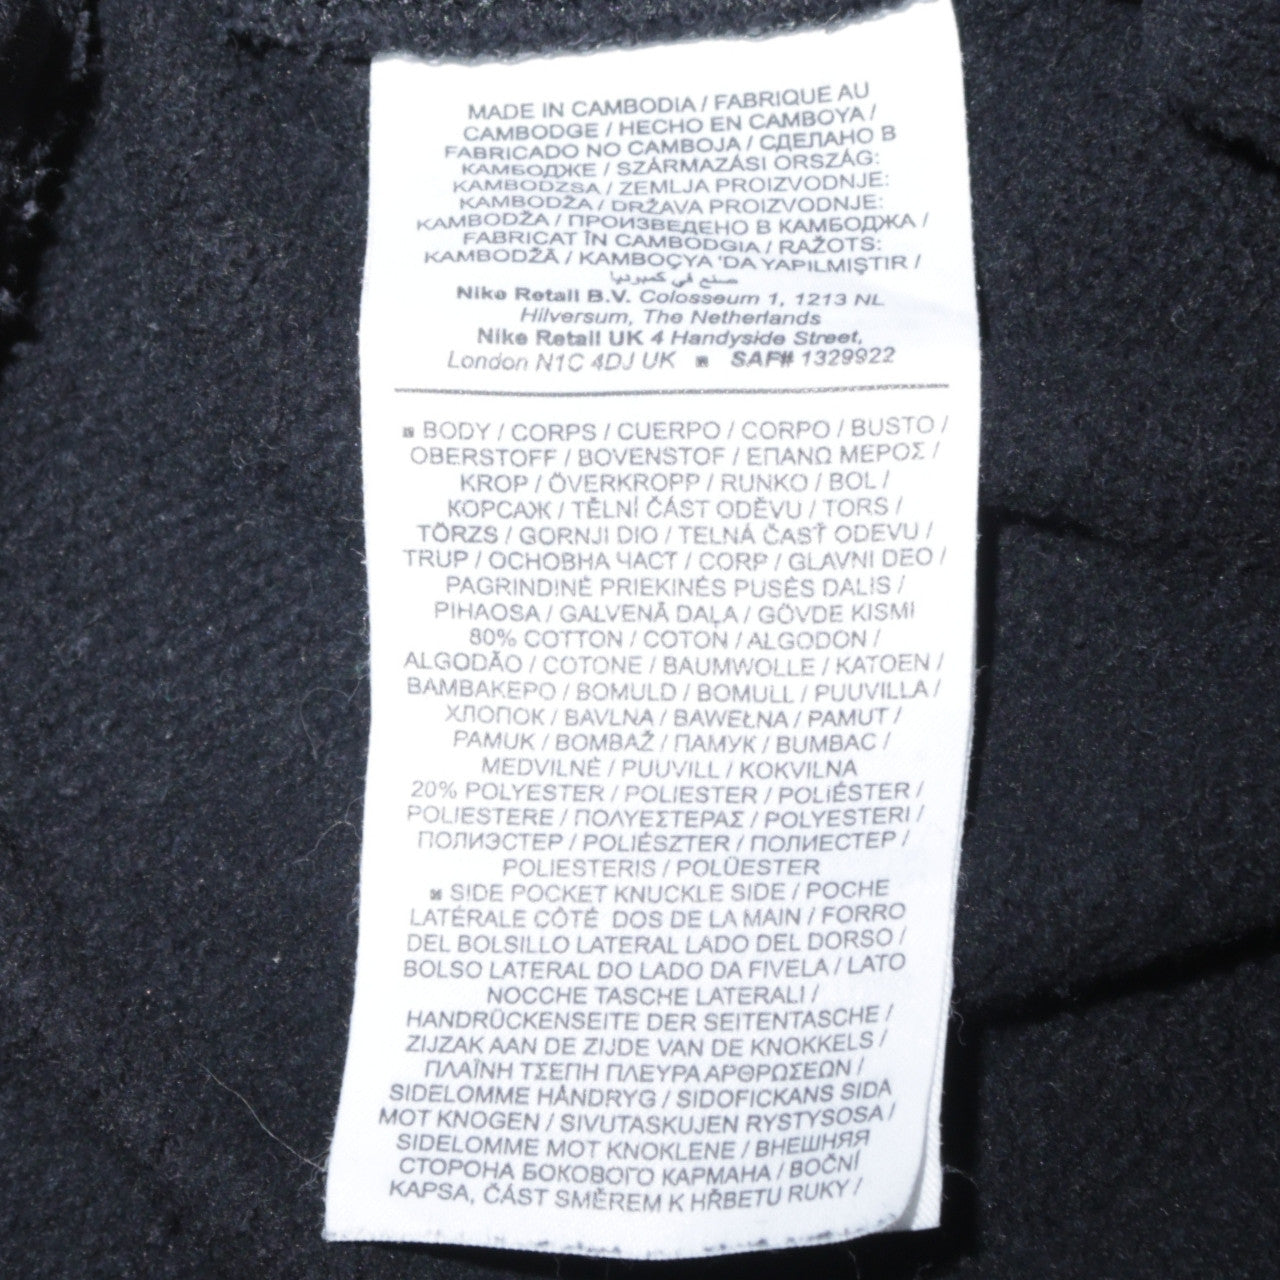 MADE IN CAMBODIA / FABRIQUE AU
CAMBODGE / HECHO EN CAMBOYA /
FABRICADO NO CAMBOJA / СДЕЛАНО В
КАМБОДЖЕ / SZÁRMAZÁSI ORSZÁG:
KAMBODZSA / ZEMLJA PROIZVODNJE:
KAMBODŽA / DRŽAVA PROIZVODNJE:
KAMBODŽA / ПРОИЗВЕДЕНО В КАМБОДЖА /
FABRICAT ÎN CAMBODGIA / RAŽOTS:
KAMBODŽĀ / KAMBOÇYA 'DA YAPILMIŞTIR /
صنع في كمبوديا
Nike Retail B.V. Colosseum 1, 1213 NL
Hilversum, The Netherlands
Nike Retail UK 4 Handyside Street,
London N1C 4DJ UK SAF# 1329922
BODY / CORPS / CUERPO / CORPO / BUSTO /
OBERSTOFF / BOVENSTOF / ΕΠΑΝΩ ΜΕΡΟΣ /
KROP / ÖVERKROPP / RUNKO / BOL /
КОРСАЖ / TĚLNÍ ČÁST ODĚVU / TORS /
TÖRZS / GORNJI DIO / TELNÁ ČASŤ ODEVU /
TRUP / ОСНОВНА ЧАСТ / CORP / GLAVNI DEO /
PAGRINDINĖ PRIEKINĖS PUSĖS DALIS /
PIHAOSA / GALVENĀ DAĻA / GÖVDE KISMI
80% COTTON / COTON / ALGODON /
ALGODÃO / COTONE / BAUMWOLLE / KATOEN /
ΒΑΜΒΑΚΕΡΟ / BOMULD / BOMULL / PUUVILLA /
ХЛОПОК / BAVLNA / BAWEŁNA / PAMUT /
PAMUK / BOMBAŽ / ПАМУК / BUMBAC /
MEDVILNĖ / PUUVILL / KOKVILNA
20% POLYESTER / POLIESTER / POLIÉSTER /
POLIESTERE / ΠΟΛΥΕΣΤΕΡΑΣ / POLYESTERI /
ПОЛИЭСТЕР / POLIÉSZTER / ПОЛИЕСТЕР /
POLIESTERIS / POLÜESTER
SIDE POCKET KNUCKLE SIDE / POCHE
LATÉRALE CÔTÉ DOS DE LA MAIN / FORRO
DEL BOLSILLO LATERAL LADO DEL DORSO /
BOLSO LATERAL DO LADO DA FIVELA / LATO
NOCCHE TASCHE LATERALI /
HANDRÜCKENSEITE DER SEITENTASCHE /
ZIJZAK AAN DE ZIJDE VAN DE KNOKKELS /
ΠΛΑΪΝΗ ΤΣΕΠΗ ΠΛΕΥΡΑ ΑΡΘΡΩΣΕΩΝ /
SIDELOMME HÅNDRYG / SIDOFICKANS SIDA
MOT KNOGEN / SIVUTASKUJEN RYSTYSOSA /
SIDELOMME MOT KNOKLENE / ВНЕШНЯЯ
СТОРОНА БОКОВОГО КАРМАНА / BOČNÍ
KAPSA, ČÁST SMĚREM K HŘBETU RUKY /